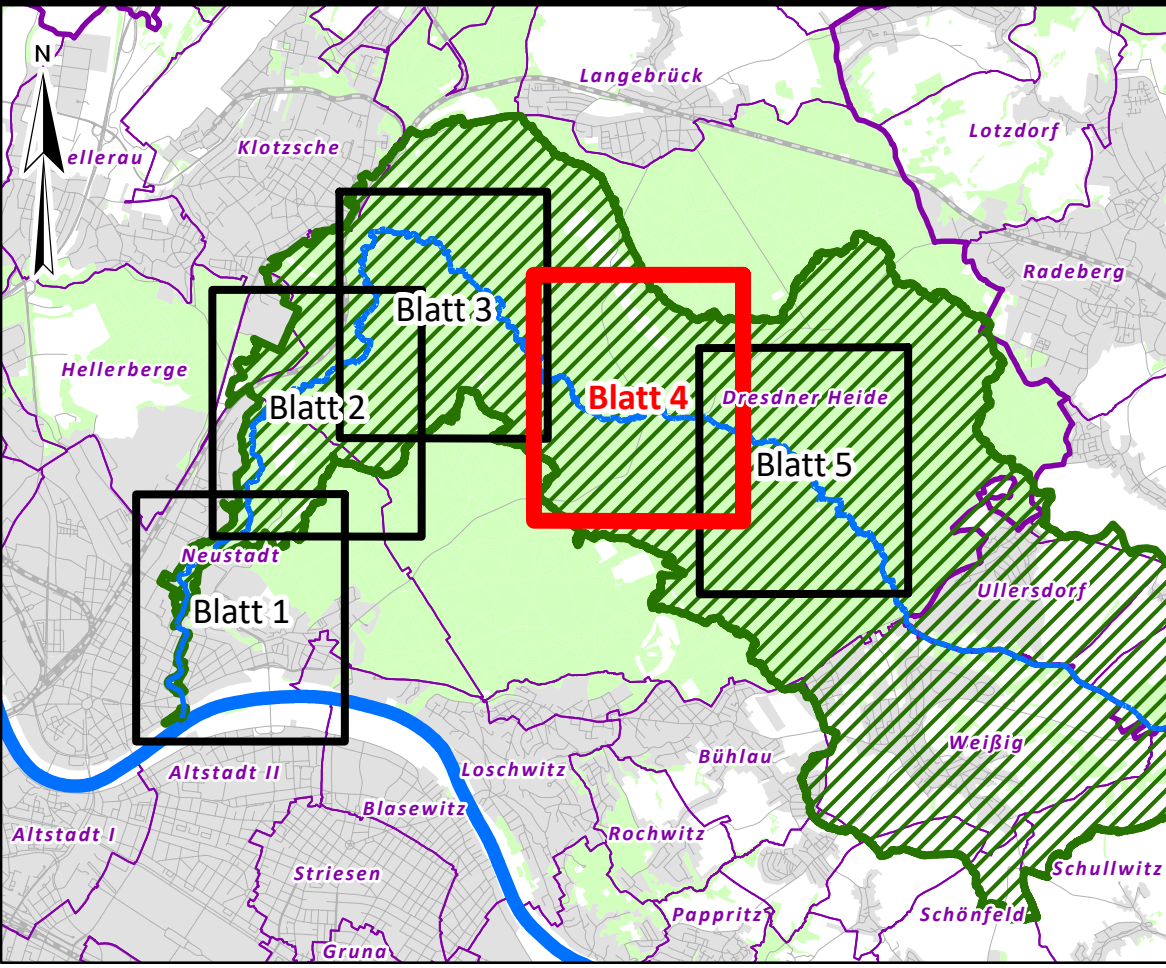 N
Langebrück
Lotzdorf
Klotzsche
ellerau
Radeberg
Blatt 3
Hellerberge
Blatt 4
Dresdner Heide
Blatt 2
Blatt 5
Neustadt
Ullersdorf
Blatt 1
Weißig
Bühlau
Altstadt II
Loschwitz
Blasewitz
Altstadt I
Rochwitz
Striesen
Schullwitz
Pappritz
Schönfeld
Gruna